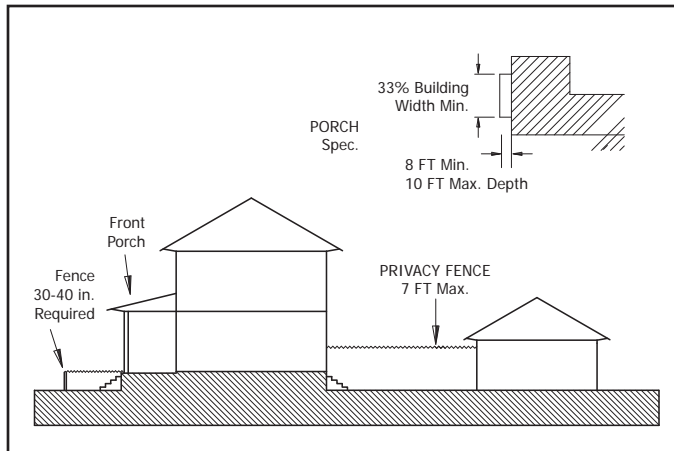 33% Building
Width Min.
PORCH
Spec.
8 FT Min.
10 FT Max. Depth
Front
Porch
Fence
30-40 in.
Required
PRIVACY FENCE
7 FT Max.